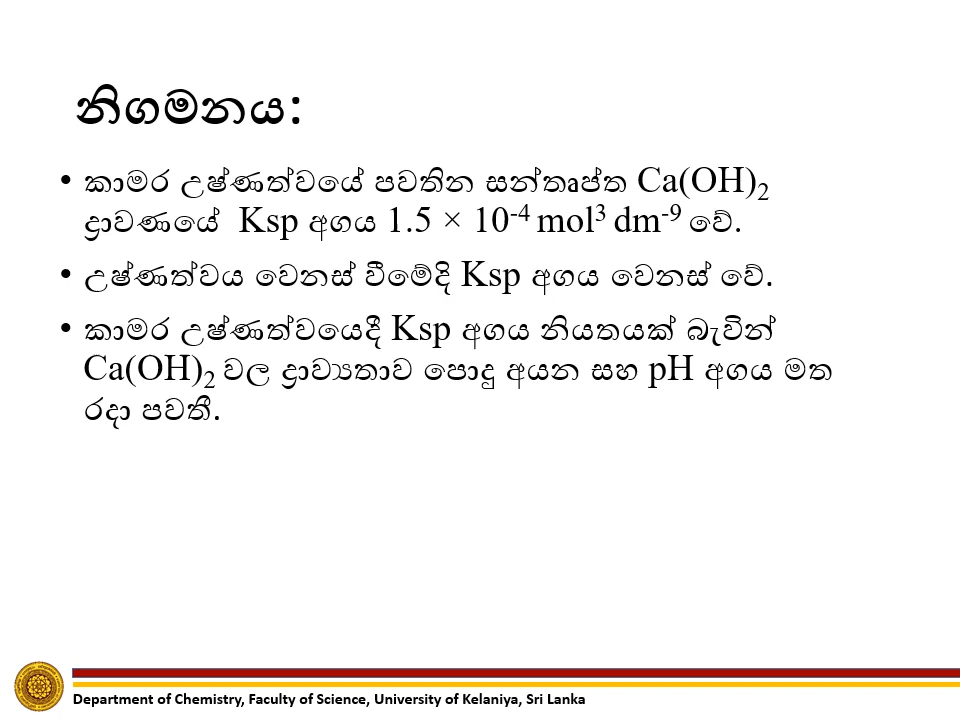 නිගමනය:
• කාමර උෂ්ණත්වයේ පවතින සන්තෘප්ත Ca(OH)₂
ද්‍රාවණයේ Ksp අගය 1.5 × 10⁻⁴ mol³ dm⁻⁹ වේ.
• උෂ්ණත්වය වෙනස් වීමේදි Ksp අගය වෙනස් වේ.
• කාමර උෂ්ණත්වයෙදී Ksp අගය නියතයක් බැවින්
Ca(OH)₂ වල ද්‍රාව්‍යතාව පොදු අයන සහ pH අගය මත
රදා පවතී.
Department of Chemistry, Faculty of Science, University of Kelaniya, Sri Lanka